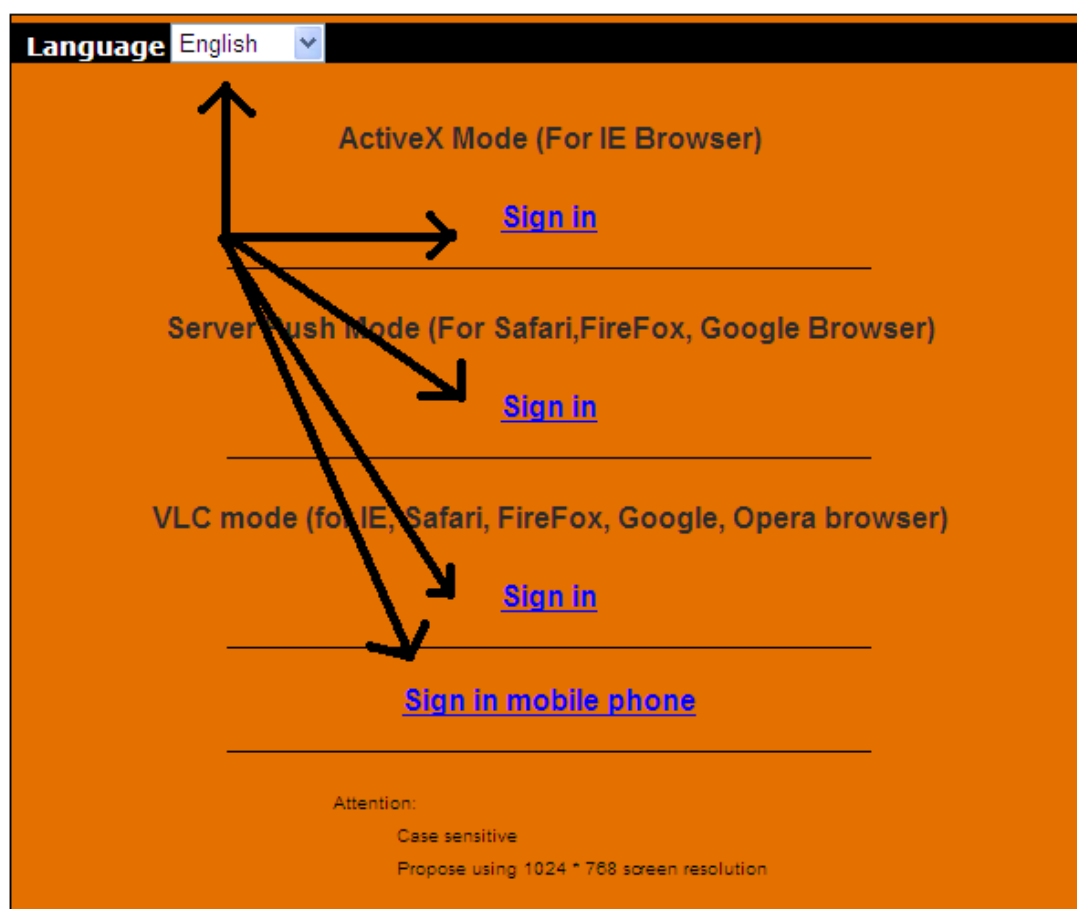 Language English
ActiveX Mode (For IE Browser)
Sign in
Server Push Mode (For Safari,FireFox, Google Browser)
Sign in
VLC mode (for IE, Safari, FireFox, Google, Opera browser)
Sign in
Sign in mobile phone
Attention:
Case sensitive
Propose using 1024 * 768 screen resolution